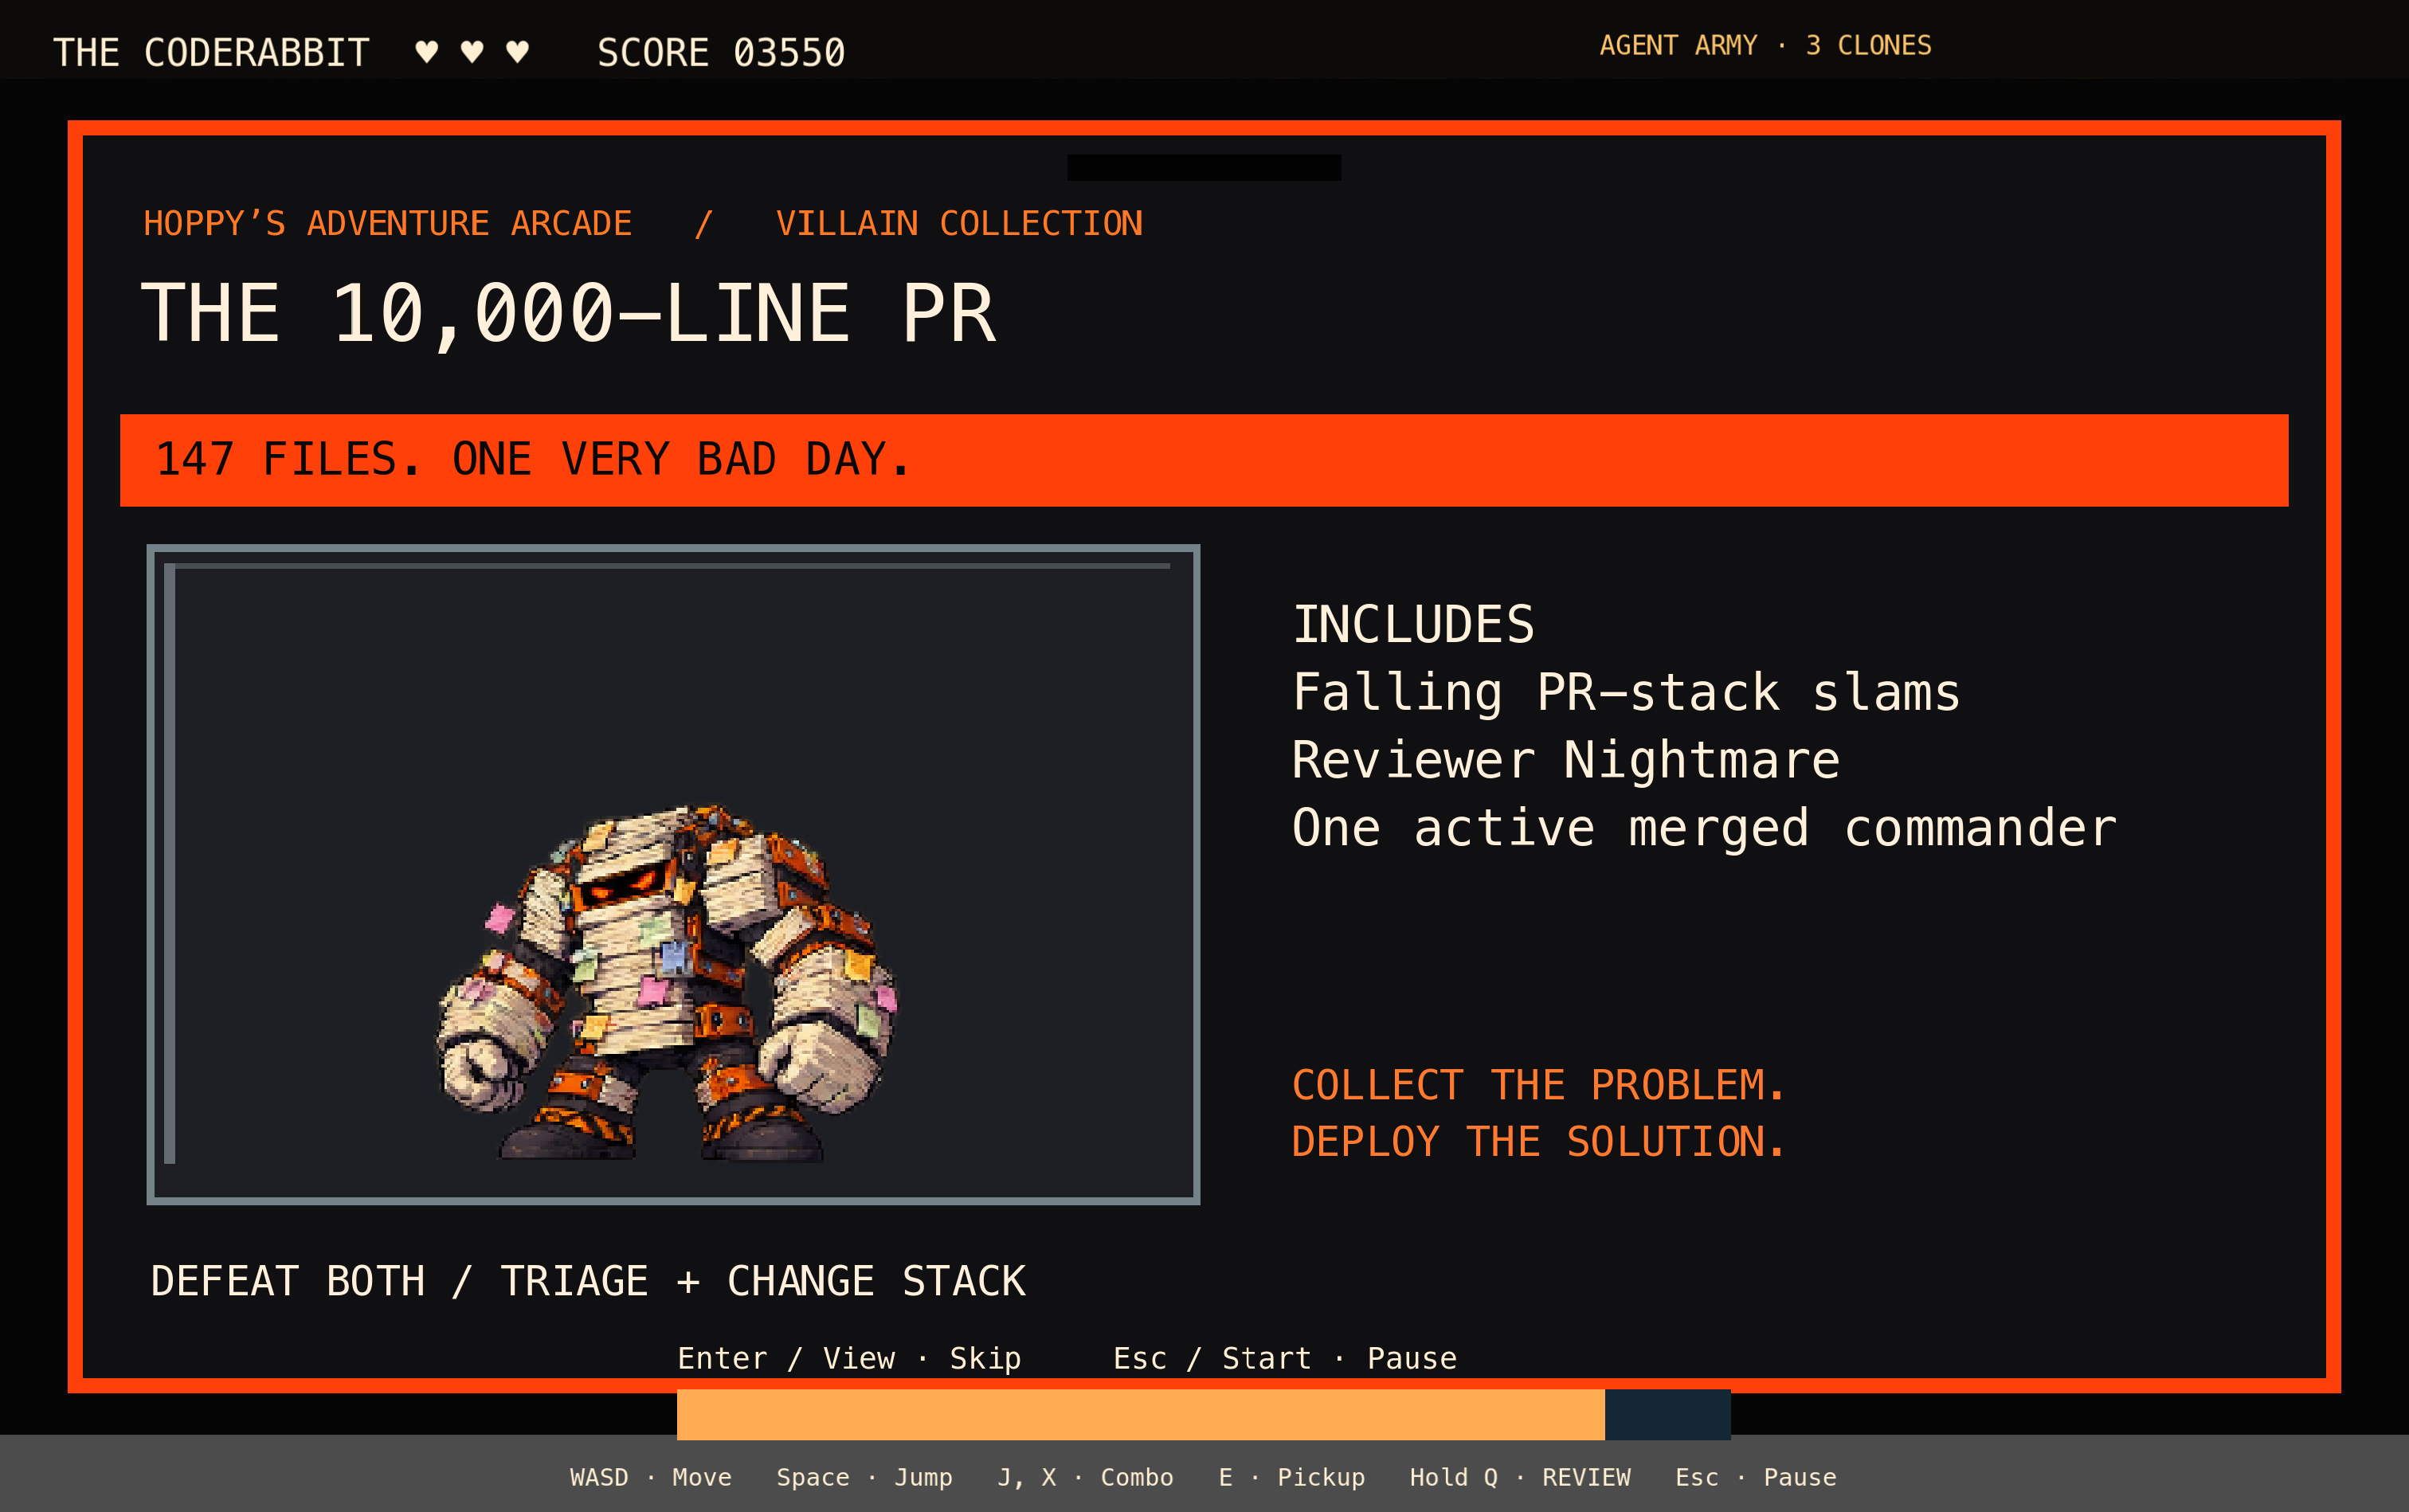 THE CODERABBIT ♥ ♥ ♥ SCORE 03550
AGENT ARMY · 3 CLONES
HOPPY’S ADVENTURE ARCADE / VILLAIN COLLECTION
THE 10,000–LINE PR
147 FILES. ONE VERY BAD DAY.
INCLUDES
Falling PR–stack slams
Reviewer Nightmare
One active merged commander
COLLECT THE PROBLEM.
DEPLOY THE SOLUTION.
DEFEAT BOTH / TRIAGE + CHANGE STACK
Enter / View · Skip Esc / Start · Pause
WASD · Move Space · Jump J, X · Combo E · Pickup Hold Q · REVIEW Esc · Pause